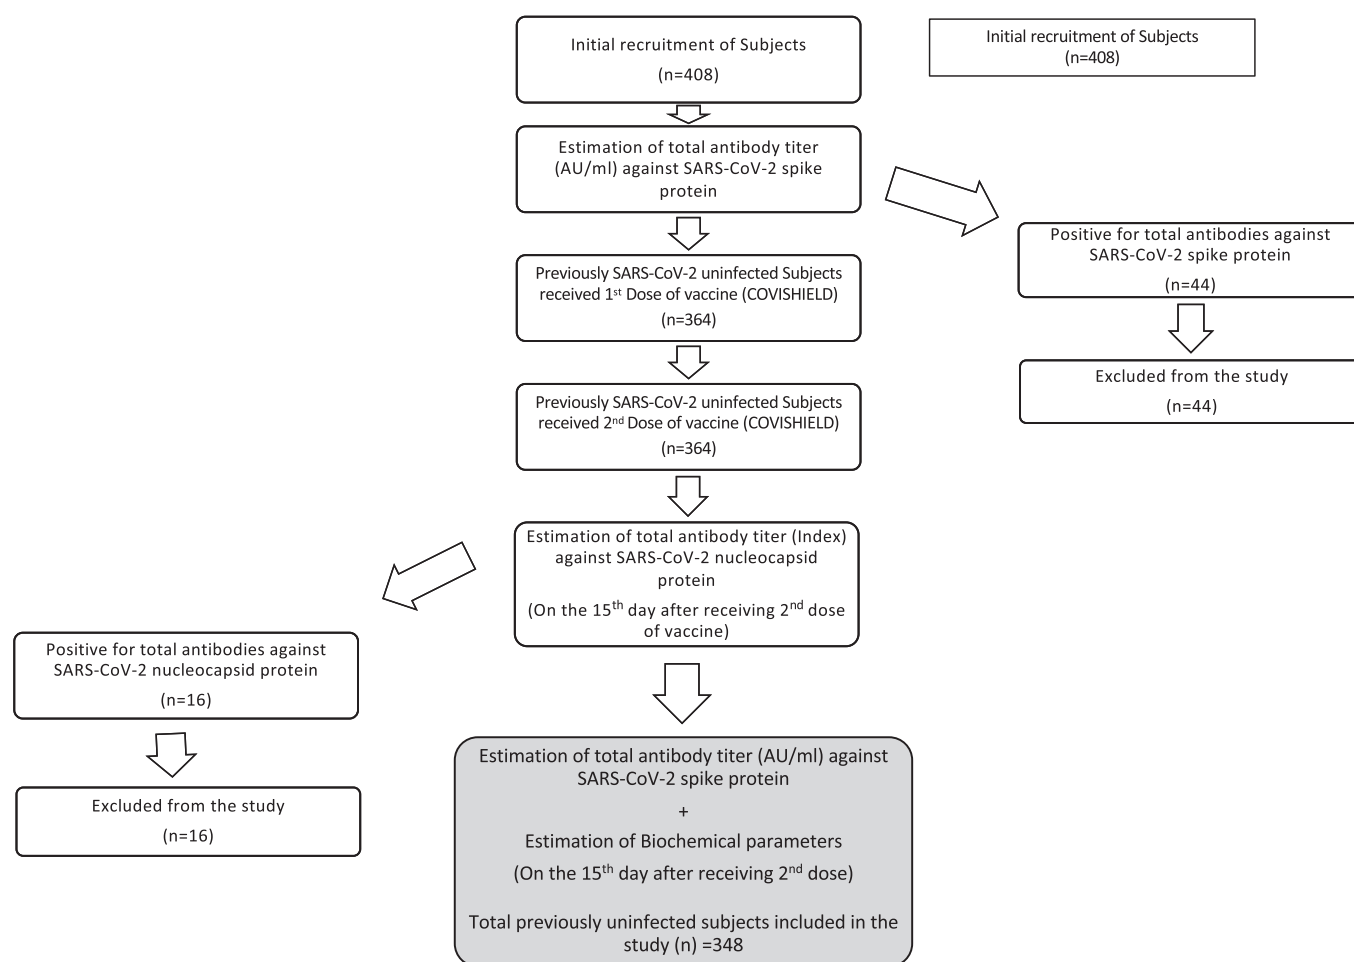 Initial recruitment of Subjects
(n=408)
Initial recruitment of Subjects
(n=408)
Estimation of total antibody titer
(AU/ml) against SARS-CoV-2 spike
protein
Positive for total antibodies against
SARS-CoV-2 spike protein
(n=44)
Previously SARS-CoV-2 uninfected Subjects
received 1st Dose of vaccine (COVISHIELD)
(n=364)
Excluded from the study
(n=44)
Previously SARS-CoV-2 uninfected Subjects
received 2nd Dose of vaccine (COVISHIELD)
(n=364)
Estimation of total antibody titer (Index)
against SARS-CoV-2 nucleocapsid
protein
(On the 15th day after receiving 2nd dose
of vaccine)
Positive for total antibodies against
SARS-CoV-2 nucleocapsid protein
(n=16)
Excluded from the study
(n=16)
Estimation of total antibody titer (AU/ml) against
SARS-CoV-2 spike protein
+
Estimation of Biochemical parameters
(On the 15th day after receiving 2nd dose)
Total previously uninfected subjects included in the
study (n) =348